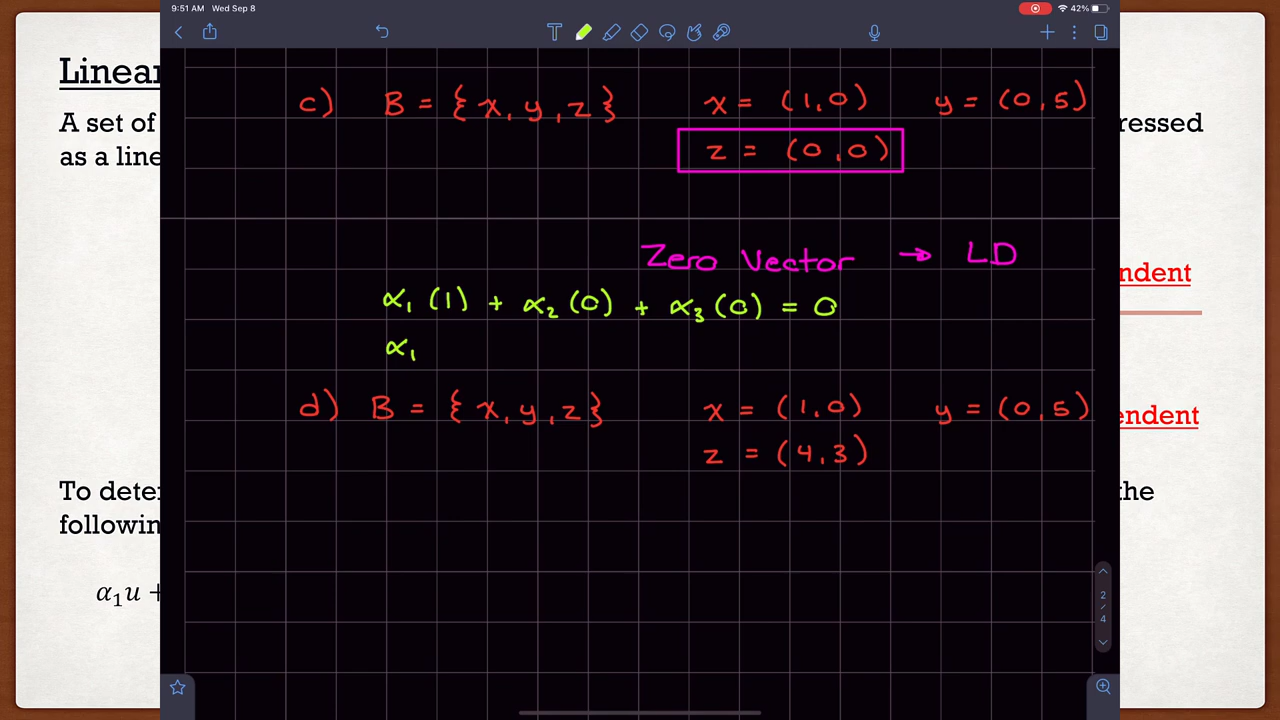 9:51 AM Wed Sep 8
42%
Linear
A set of
ressed
as a line
c) B = {x, y, z} x = (1,0) y = (0,5)
z = (0,0)
Zero Vector → LD
ndent
α₁(1) + α₂(0) + α₃(0) = 0
α₁
d) B = {x, y, z} x = (1,0) y = (0,5)
z = (4,3)
endent
To deter
the
followin
α₁u +
2
/
4